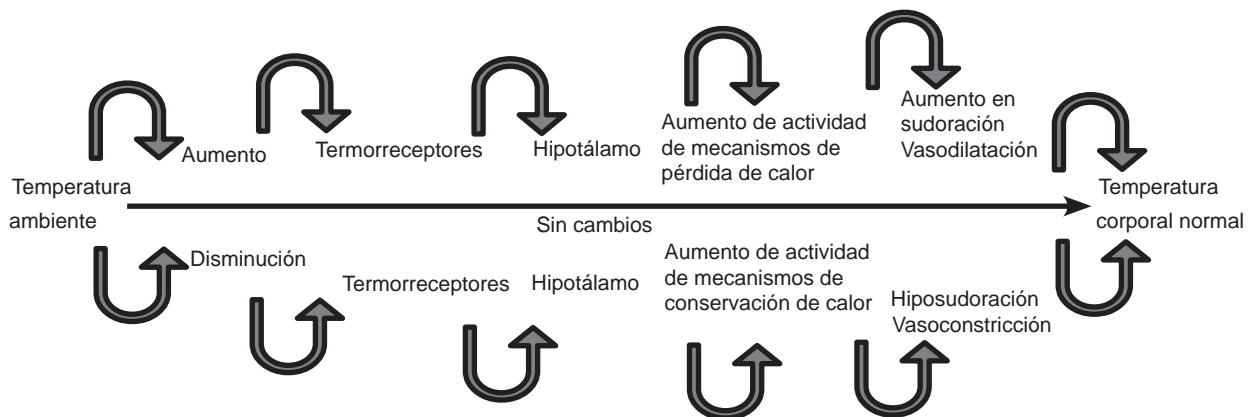 Aumento en
sudoración
Vasodilatación
Aumento de actividad
de mecanismos de
pérdida de calor
Aumento
Termorreceptores
Hipotálamo
Temperatura
ambiente
Sin cambios
Temperatura
corporal normal
Disminución
Termorreceptores
Hipotálamo
Aumento de actividad
de mecanismos de
conservación de calor
Hiposudoración
Vasoconstricción